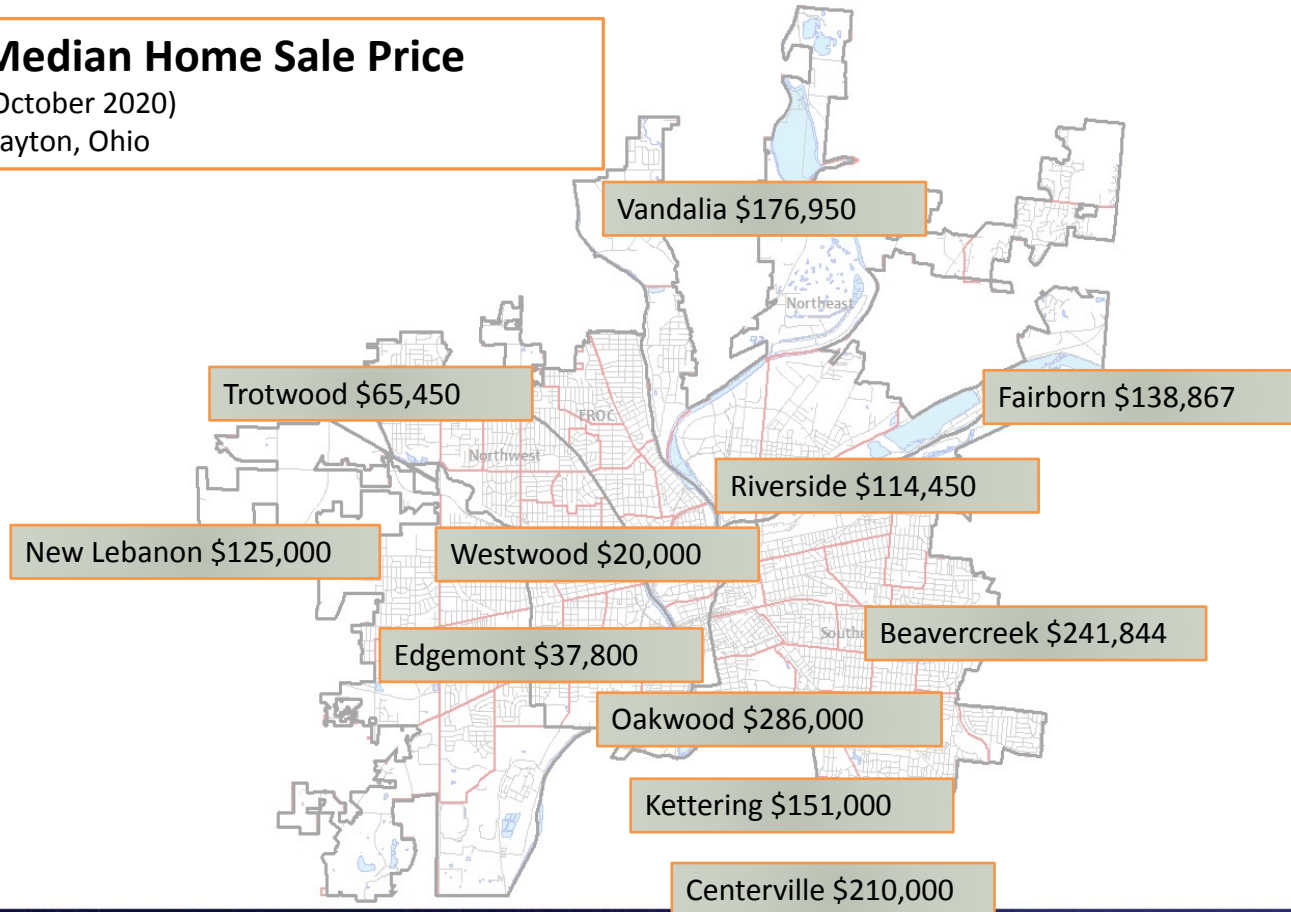 Median Home Sale Price
October 2020)
ayton, Ohio
Vandalia $176,950
Northeast
Trotwood $65,450
Fairborn $138,867
FROC
Northwest
Riverside $114,450
New Lebanon $125,000
Westwood $20,000
Beavercreek $241,844
Southe
Edgemont $37,800
Oakwood $286,000
Kettering $151,000
Centerville $210,000